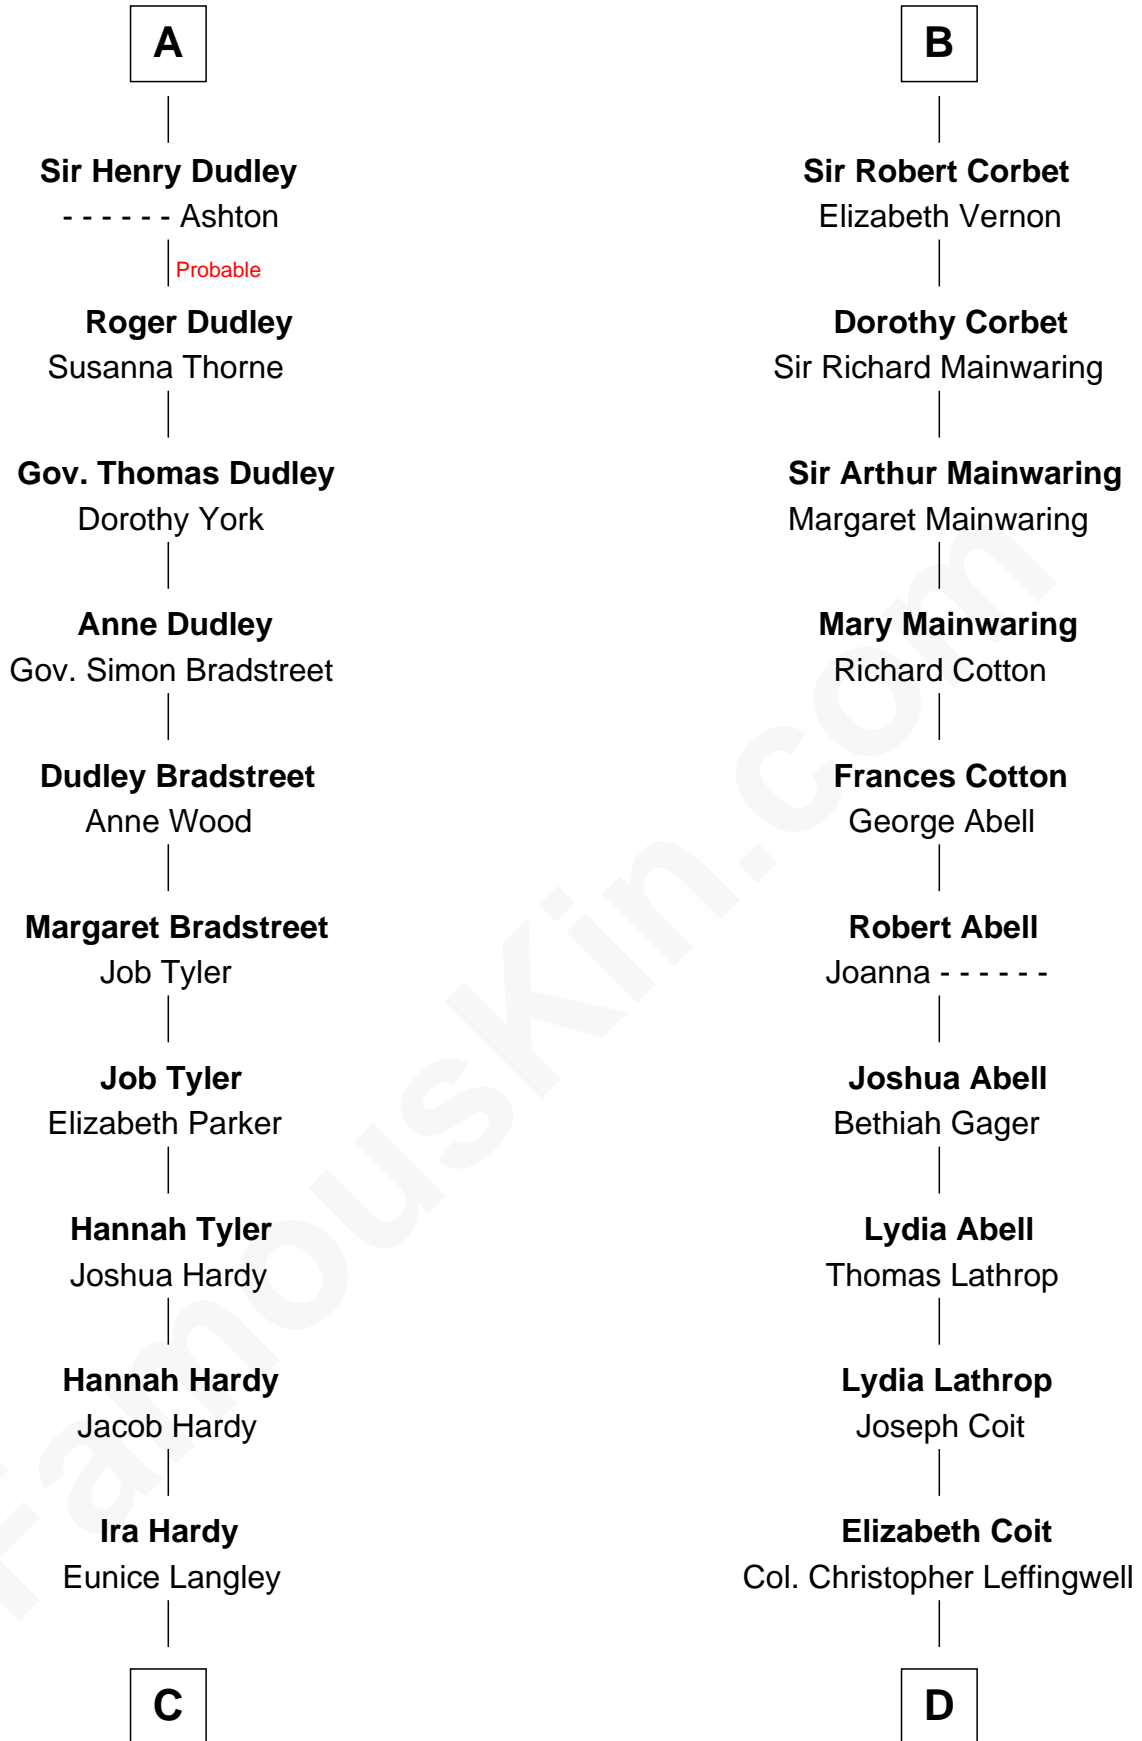 A
Sir Henry Dudley
- - - - - - Ashton
Probable
Roger Dudley
Susanna Thorne
Gov. Thomas Dudley
Dorothy York
Anne Dudley
Gov. Simon Bradstreet
Dudley Bradstreet
Anne Wood
Margaret Bradstreet
Job Tyler
Job Tyler
Elizabeth Parker
Hannah Tyler
Joshua Hardy
Hannah Hardy
Jacob Hardy
Ira Hardy
Eunice Langley
C
B
Sir Robert Corbet
Elizabeth Vernon
Dorothy Corbet
Sir Richard Mainwaring
Sir Arthur Mainwaring
Margaret Mainwaring
Mary Mainwaring
Richard Cotton
Frances Cotton
George Abell
Robert Abell
Joanna - - - - - -
Joshua Abell
Bethiah Gager
Lydia Abell
Thomas Lathrop
Lydia Lathrop
Joseph Coit
Elizabeth Coit
Col. Christopher Leffingwell
D
FamousKin.com